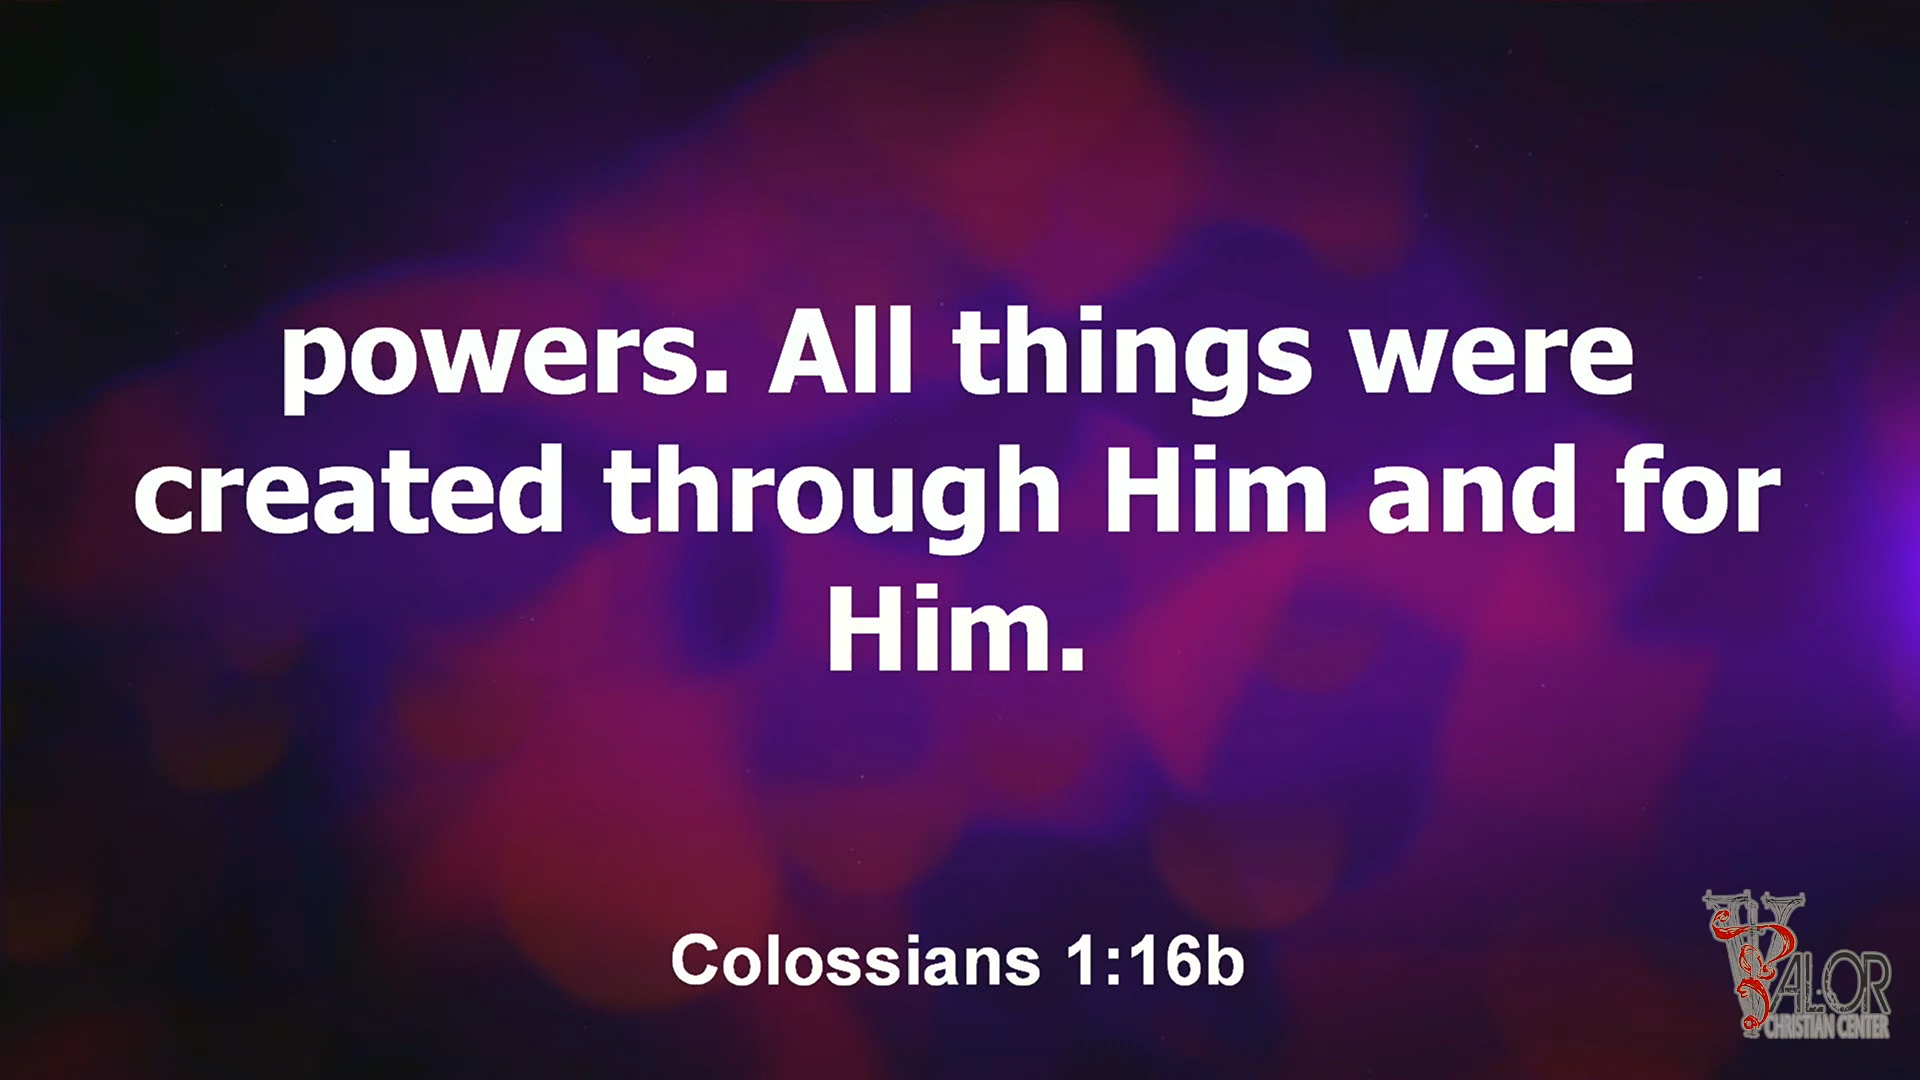 powers. All things were
created through Him and for
Him.
Colossians 1:16b
VALOR
CHRISTIAN CENTER